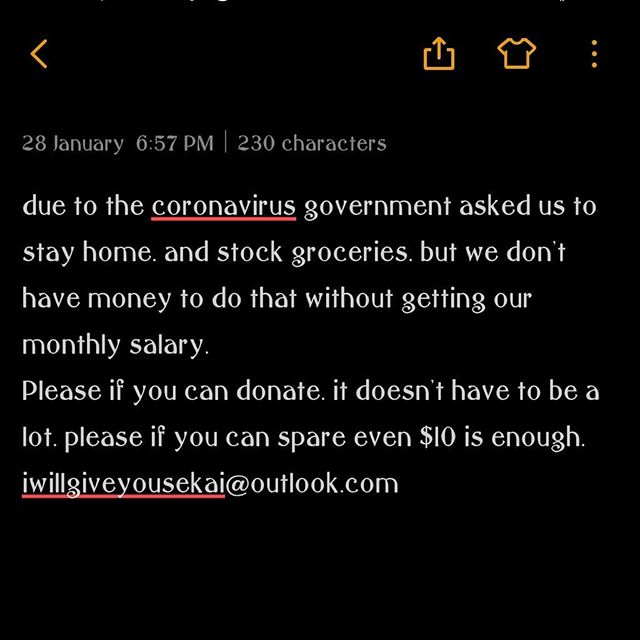 28 January 6:57 PM | 230 characters
due to the coronavirus government asked us to
stay home. and stock groceries. but we don't
have money to do that without getting our
monthly salary.
Please if you can donate. it doesn't have to be a
lot. please if you can spare even $10 is enough.
iwillgiveyousekai@outlook.com